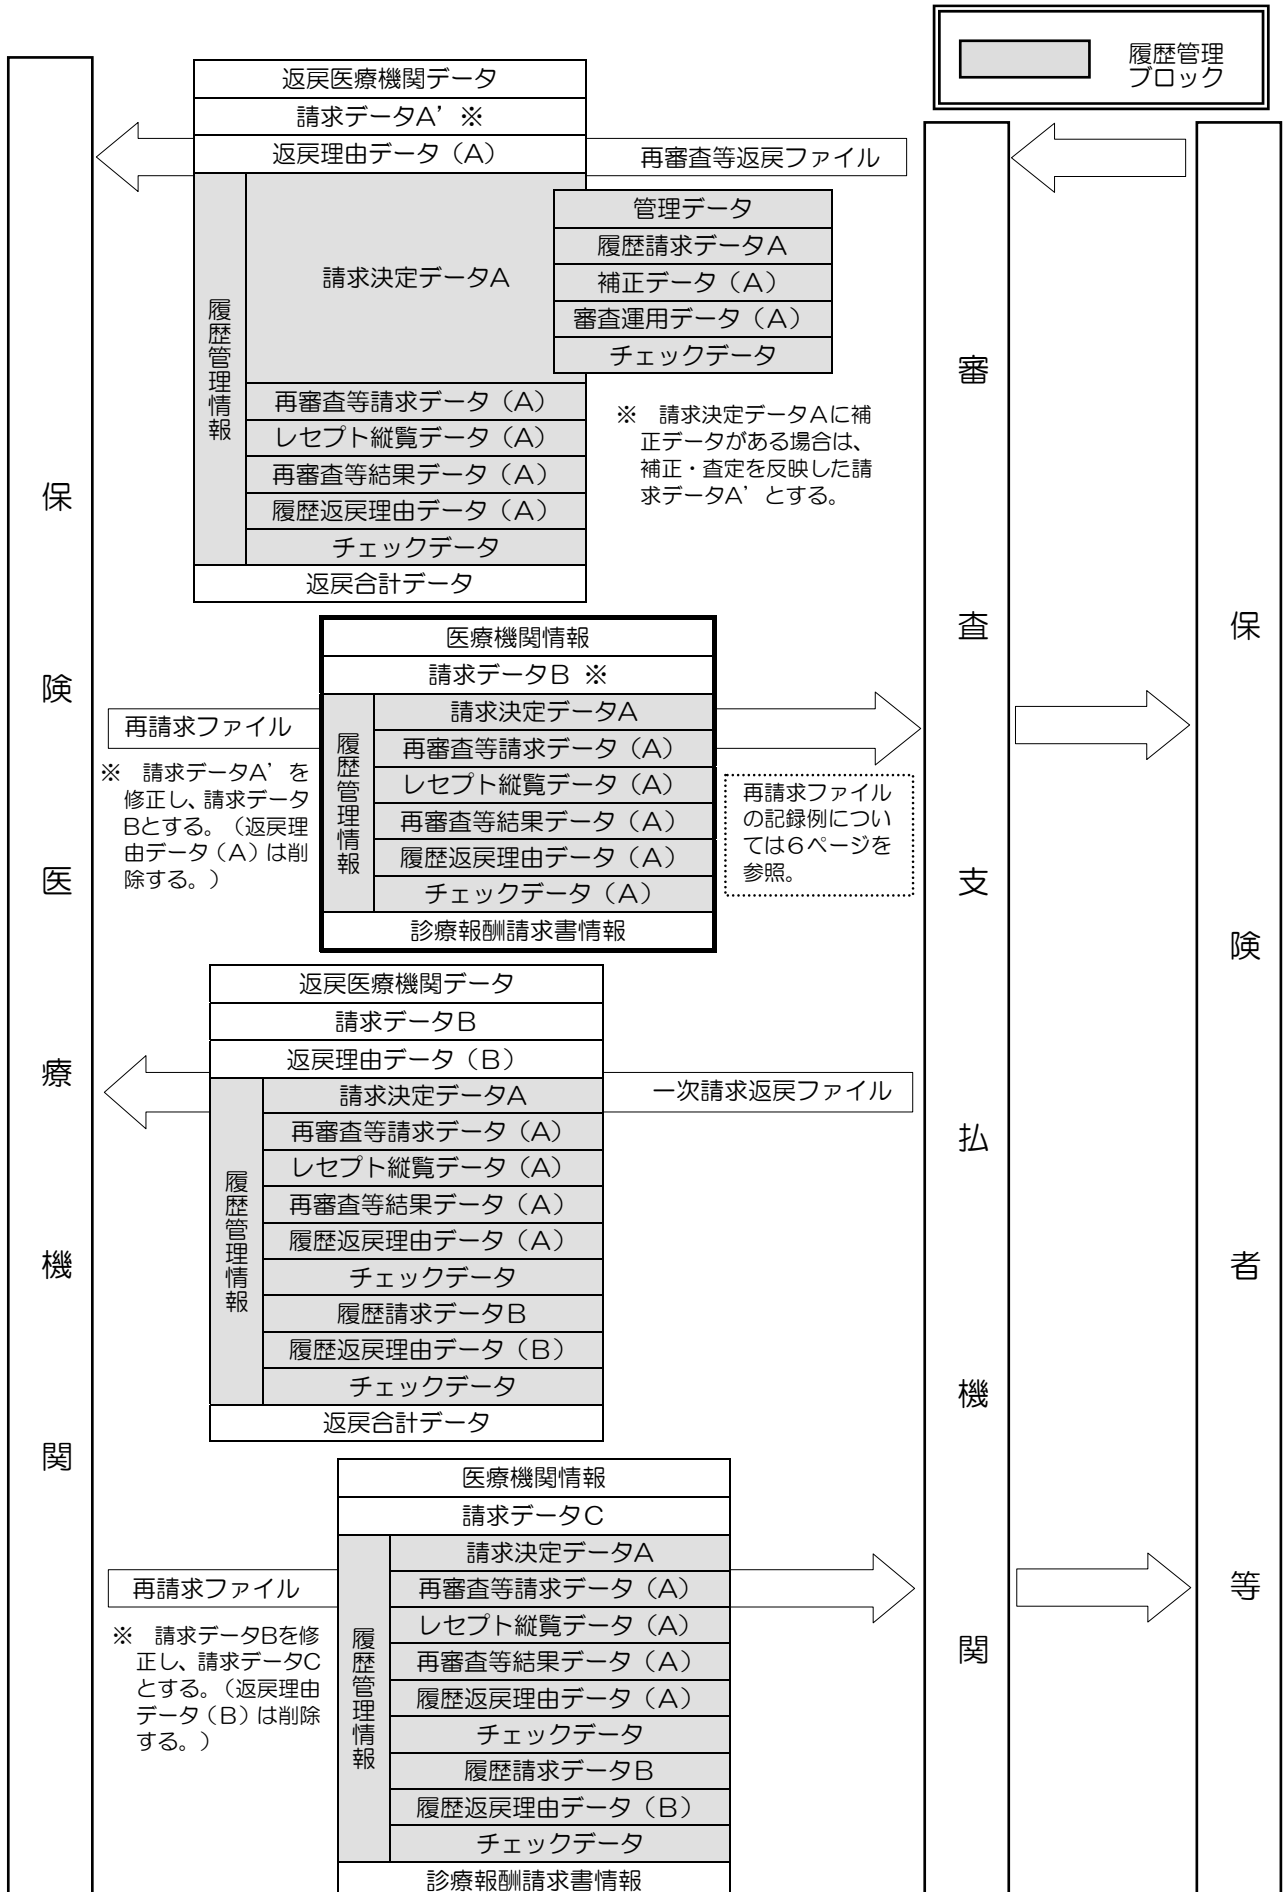 履歴管理
ブロック
保険医療機関
審査支払機関
保険者等
返戻医療機関データ
請求データA’ ※
返戻理由データ（A）
再審査等返戻ファイル
履歴管理情報
請求決定データA
管理データ
履歴請求データA
補正データ（A）
審査運用データ（A）
チェックデータ
再審査等請求データ（A）
レセプト縦覧データ（A）
再審査等結果データ（A）
履歴返戻理由データ（A）
チェックデータ
返戻合計データ
※　請求決定データAに補
正データがある場合は、
補正・査定を反映した請
求データA’とする。
医療機関情報
請求データB ※
再請求ファイル
履歴管理情報
請求決定データA
再審査等請求データ（A）
レセプト縦覧データ（A）
再審査等結果データ（A）
履歴返戻理由データ（A）
チェックデータ（A）
診療報酬請求書情報
※　請求データA’を
修正し、請求データ
Bとする。（返戻理
由データ（A）は削
除する。）
再請求ファイル
の記録例につい
ては6ページを
参照。
返戻医療機関データ
請求データB
返戻理由データ（B）
一次請求返戻ファイル
履歴管理情報
請求決定データA
再審査等請求データ（A）
レセプト縦覧データ（A）
再審査等結果データ（A）
履歴返戻理由データ（A）
チェックデータ
履歴請求データB
履歴返戻理由データ（B）
チェックデータ
返戻合計データ
医療機関情報
請求データC
再請求ファイル
履歴管理情報
請求決定データA
再審査等請求データ（A）
レセプト縦覧データ（A）
再審査等結果データ（A）
履歴返戻理由データ（A）
チェックデータ
履歴請求データB
履歴返戻理由データ（B）
チェックデータ
診療報酬請求書情報
※　請求データBを修
正し、請求データC
とする。（返戻理由
データ（B）は削除
する。）